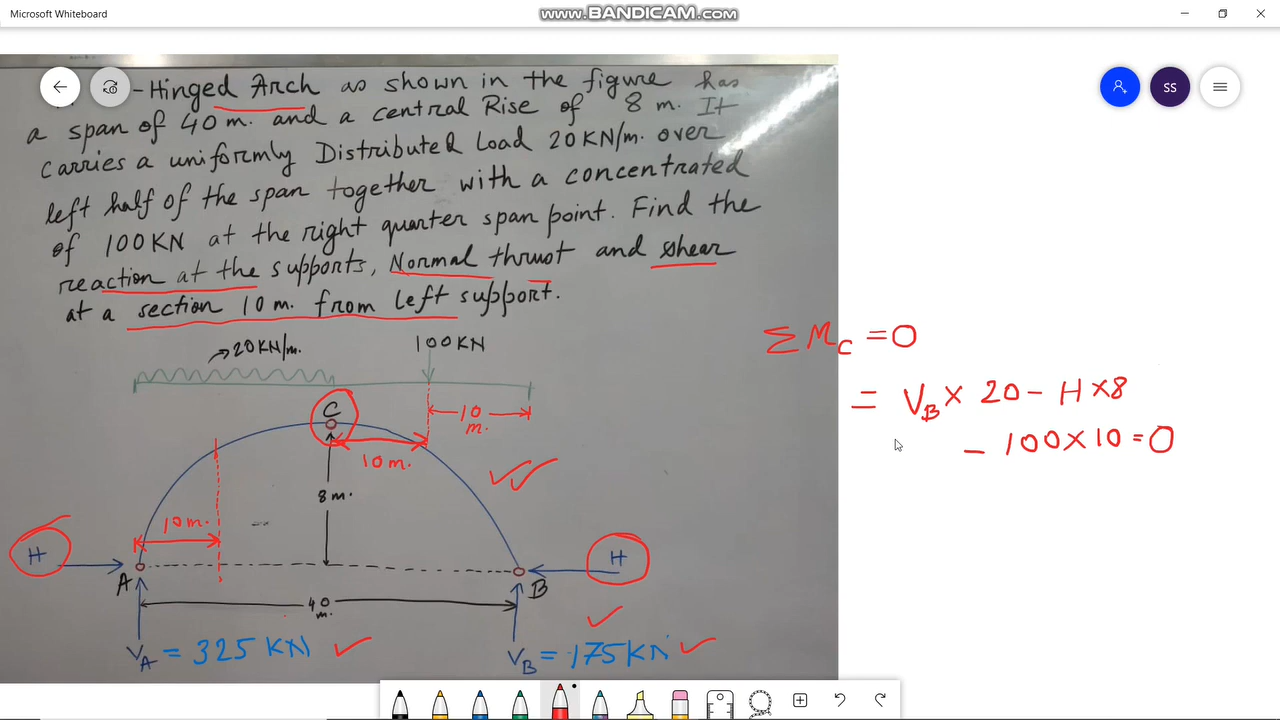 Microsoft Whiteboard
www.BANDICAM.com
SS
-Hinged Arch as shown in the figure has
a span of 40 m. and a central Rise of 8 m. It
carries a uniformly Distributed Load 20 KN/m. over
left half of the span together with a concentrated
of 100 KN at the right quarter span point. Find the
reaction at the supports, Normal thrust and shear
at a section 10 m. from left support.
20 KN/m.
100 KN
C
10 m.
10 m.
8 m.
10 m.
H
H
A
B
40 m.
VA = 325 KN
VB = 175 KN
Σ MC = 0
= VB × 20 - H × 8
- 100 × 10 = 0